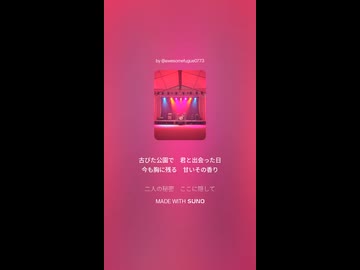 by @awesomefugue0773
古びた公園で　君と出会った日
今も胸に残る　甘いその香り
二人の秘密　ここに隠して
MADE WITH SUNO